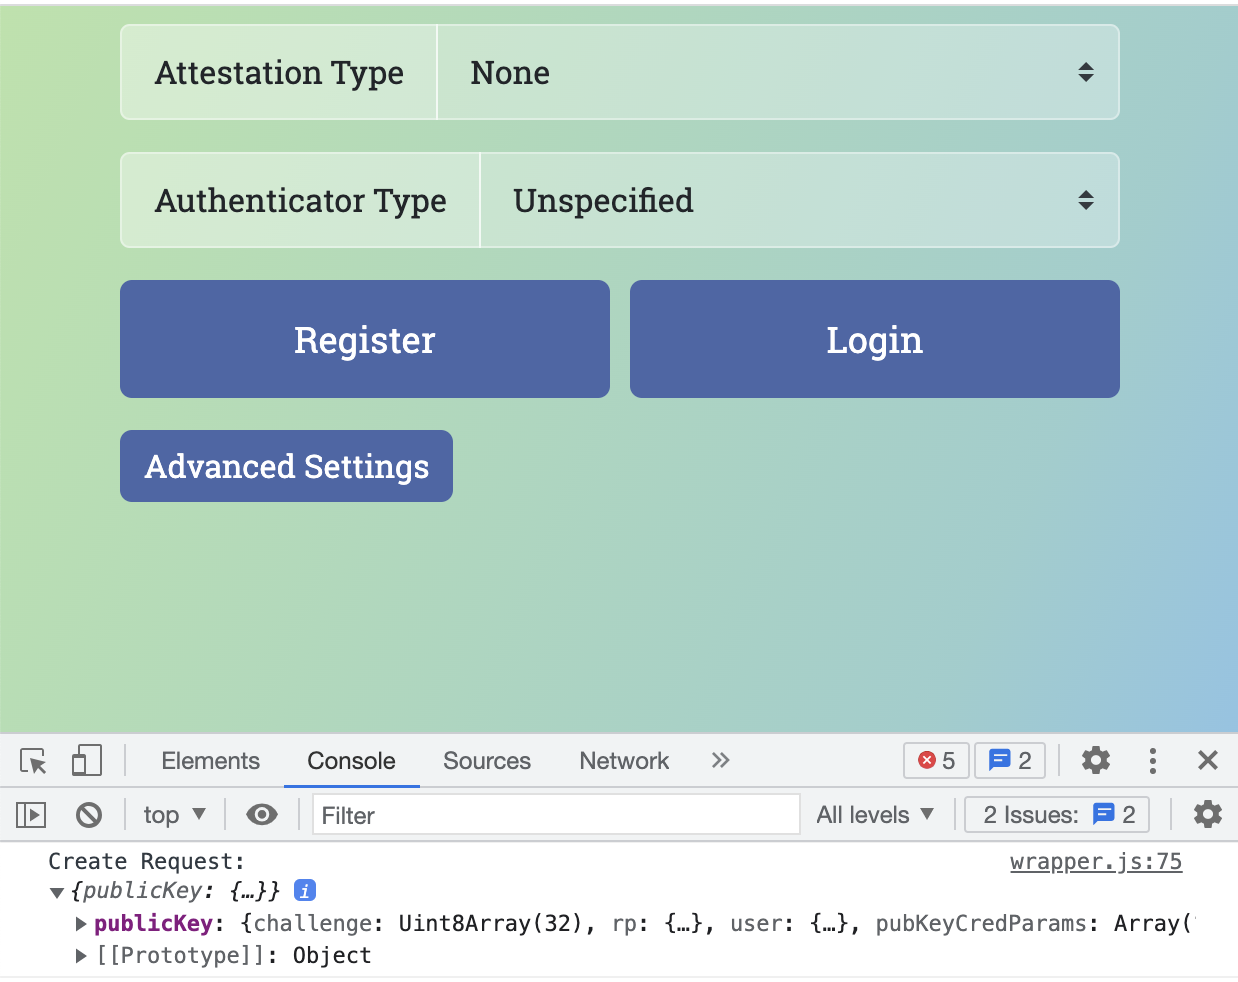 Attestation Type None
Authenticator Type Unspecified
Register Login
Advanced Settings
Elements Console Sources Network » 5 2
top ▼ Filter All levels ▼ 2 Issues: 2
Create Request: wrapper.js:75
▼{publicKey: {…}} i
▶publicKey: {challenge: Uint8Array(32), rp: {…}, user: {…}, pubKeyCredParams: Array(
▶[[Prototype]]: Object